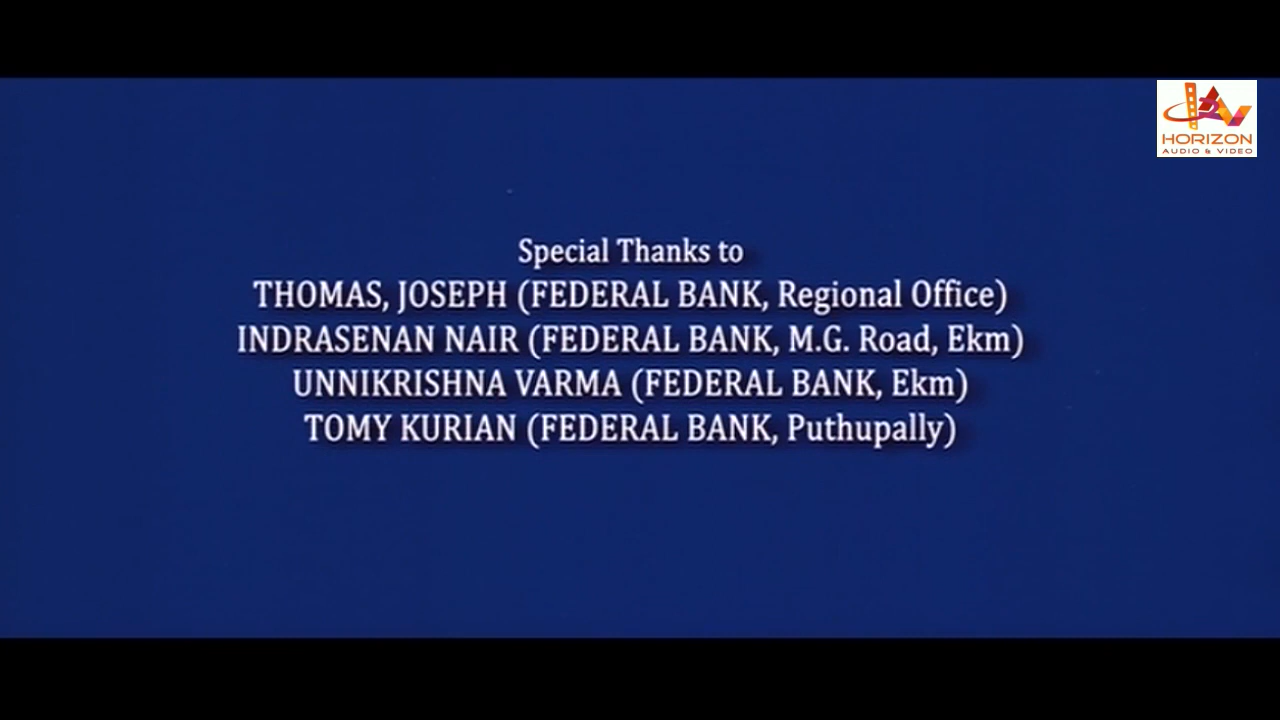 HORIZON
AUDIO & VIDEO
Special Thanks to
THOMAS, JOSEPH (FEDERAL BANK, Regional Office)
INDRASENAN NAIR (FEDERAL BANK, M.G. Road, Ekm)
UNNIKRISHNA VARMA (FEDERAL BANK, Ekm)
TOMY KURIAN (FEDERAL BANK, Puthupally)